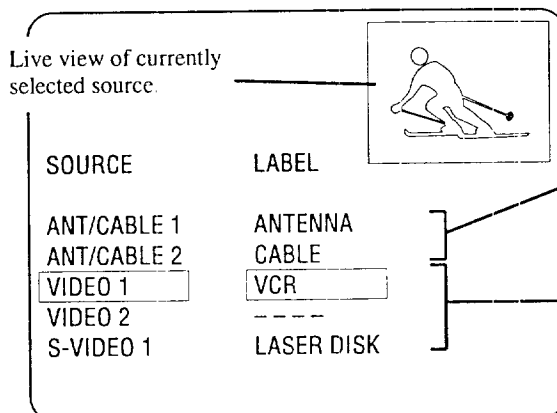 Live view of currently
selected source.
SOURCE LABEL
ANT/CABLE 1 ANTENNA
ANT/CABLE 2 CABLE
VIDEO 1 VCR
VIDEO 2 ----
S-VIDEO 1 LASER DISK